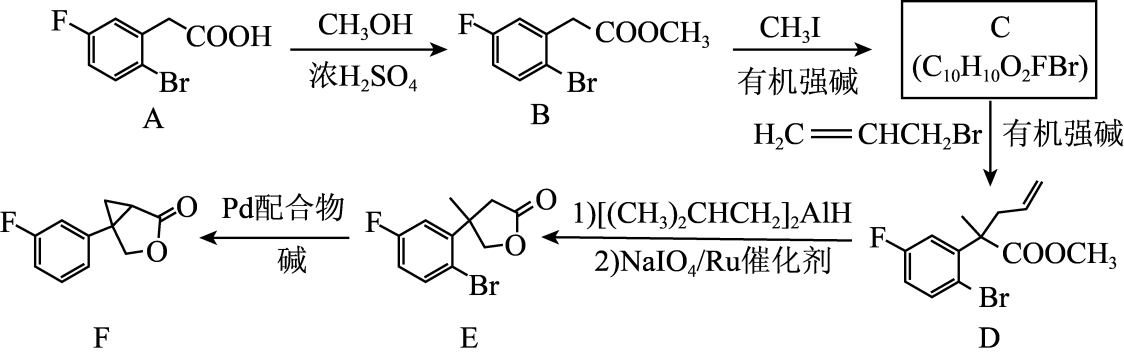 F COOH Br A
CH₃OH
浓H₂SO₄
F COOCH₃ Br B
CH₃I
有机强碱
C
(C₁₀H₁₀O₂FBr)
H₂C=CHCH₂Br 有机强碱
F COOCH₃ Br D
1)[(CH₃)₂CHCH₂]₂AlH
2)NaIO₄/Ru催化剂
F O O Br E
Pd配合物
碱
F O O F